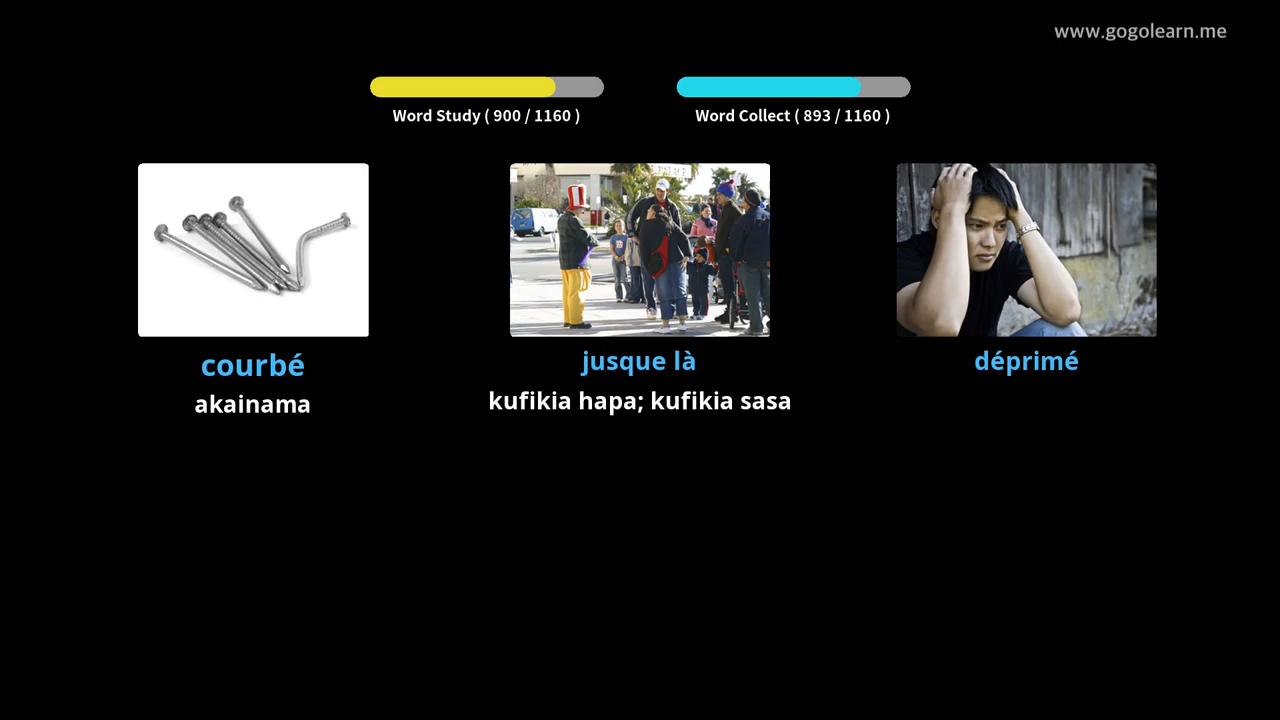 www.gogolearn.me
Word Study ( 900 / 1160 )
Word Collect ( 893 / 1160 )
courbé
jusque là
déprimé
akainama
kufikia hapa; kufikia sasa